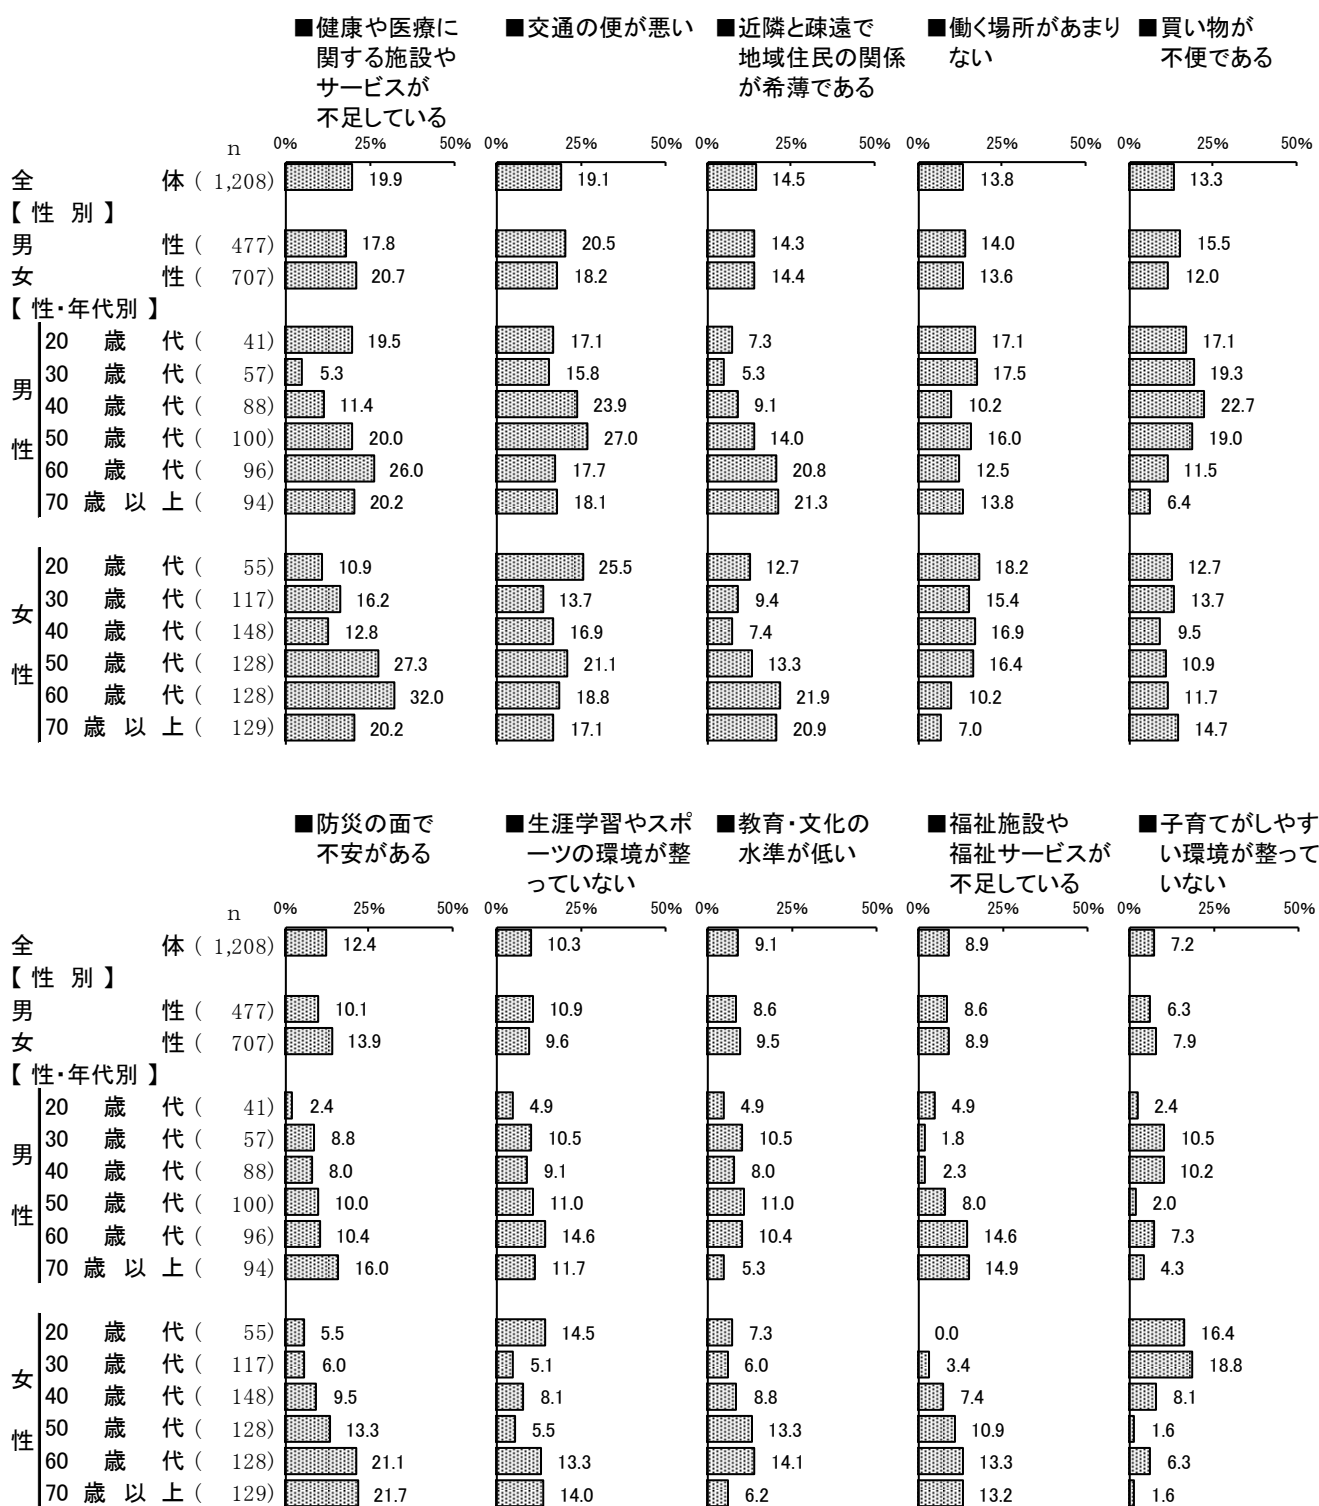 ■健康や医療に
関する施設や
サービスが
不足している
■交通の便が悪い
■近隣と疎遠で
地域住民の関係
が希薄である
■働く場所があまり
ない
■買い物が
不便である
n 0% 25% 50% 0% 25% 50% 0% 25% 50% 0% 25% 50% 0% 25% 50%
全体 ( 1,208) 19.9 19.1 14.5 13.8 13.3
【 性 別 】
男性 ( 477) 17.8 20.5 14.3 14.0 15.5
女性 ( 707) 20.7 18.2 14.4 13.6 12.0
【 性・年代別 】
男性
20歳代 ( 41) 19.5 17.1 7.3 17.1 17.1
30歳代 ( 57) 5.3 15.8 5.3 17.5 19.3
40歳代 ( 88) 11.4 23.9 9.1 10.2 22.7
50歳代 ( 100) 20.0 27.0 14.0 16.0 19.0
60歳代 ( 96) 26.0 17.7 20.8 12.5 11.5
70歳以上 ( 94) 20.2 18.1 21.3 13.8 6.4
女性
20歳代 ( 55) 10.9 25.5 12.7 18.2 12.7
30歳代 ( 117) 16.2 13.7 9.4 15.4 13.7
40歳代 ( 148) 12.8 16.9 7.4 16.9 9.5
50歳代 ( 128) 27.3 21.1 13.3 16.4 10.9
60歳代 ( 128) 32.0 18.8 21.9 10.2 11.7
70歳以上 ( 129) 20.2 17.1 20.9 7.0 14.7
■防災の面で
不安がある
■生涯学習やスポ
ーツの環境が整
っていない
■教育・文化の
水準が低い
■福祉施設や
福祉サービスが
不足している
■子育てがしやす
い環境が整って
いない
n 0% 25% 50% 0% 25% 50% 0% 25% 50% 0% 25% 50% 0% 25% 50%
全体 ( 1,208) 12.4 10.3 9.1 8.9 7.2
【 性 別 】
男性 ( 477) 10.1 10.9 8.6 8.6 6.3
女性 ( 707) 13.9 9.6 9.5 8.9 7.9
【 性・年代別 】
男性
20歳代 ( 41) 2.4 4.9 4.9 4.9 2.4
30歳代 ( 57) 8.8 10.5 10.5 1.8 10.5
40歳代 ( 88) 8.0 9.1 8.0 2.3 10.2
50歳代 ( 100) 10.0 11.0 11.0 8.0 2.0
60歳代 ( 96) 10.4 14.6 10.4 14.6 7.3
70歳以上 ( 94) 16.0 11.7 5.3 14.9 4.3
女性
20歳代 ( 55) 5.5 14.5 7.3 0.0 16.4
30歳代 ( 117) 6.0 5.1 6.0 3.4 18.8
40歳代 ( 148) 9.5 8.1 8.8 7.4 8.1
50歳代 ( 128) 13.3 5.5 13.3 10.9 1.6
60歳代 ( 128) 21.1 13.3 14.1 13.3 6.3
70歳以上 ( 129) 21.7 14.0 6.2 13.2 1.6